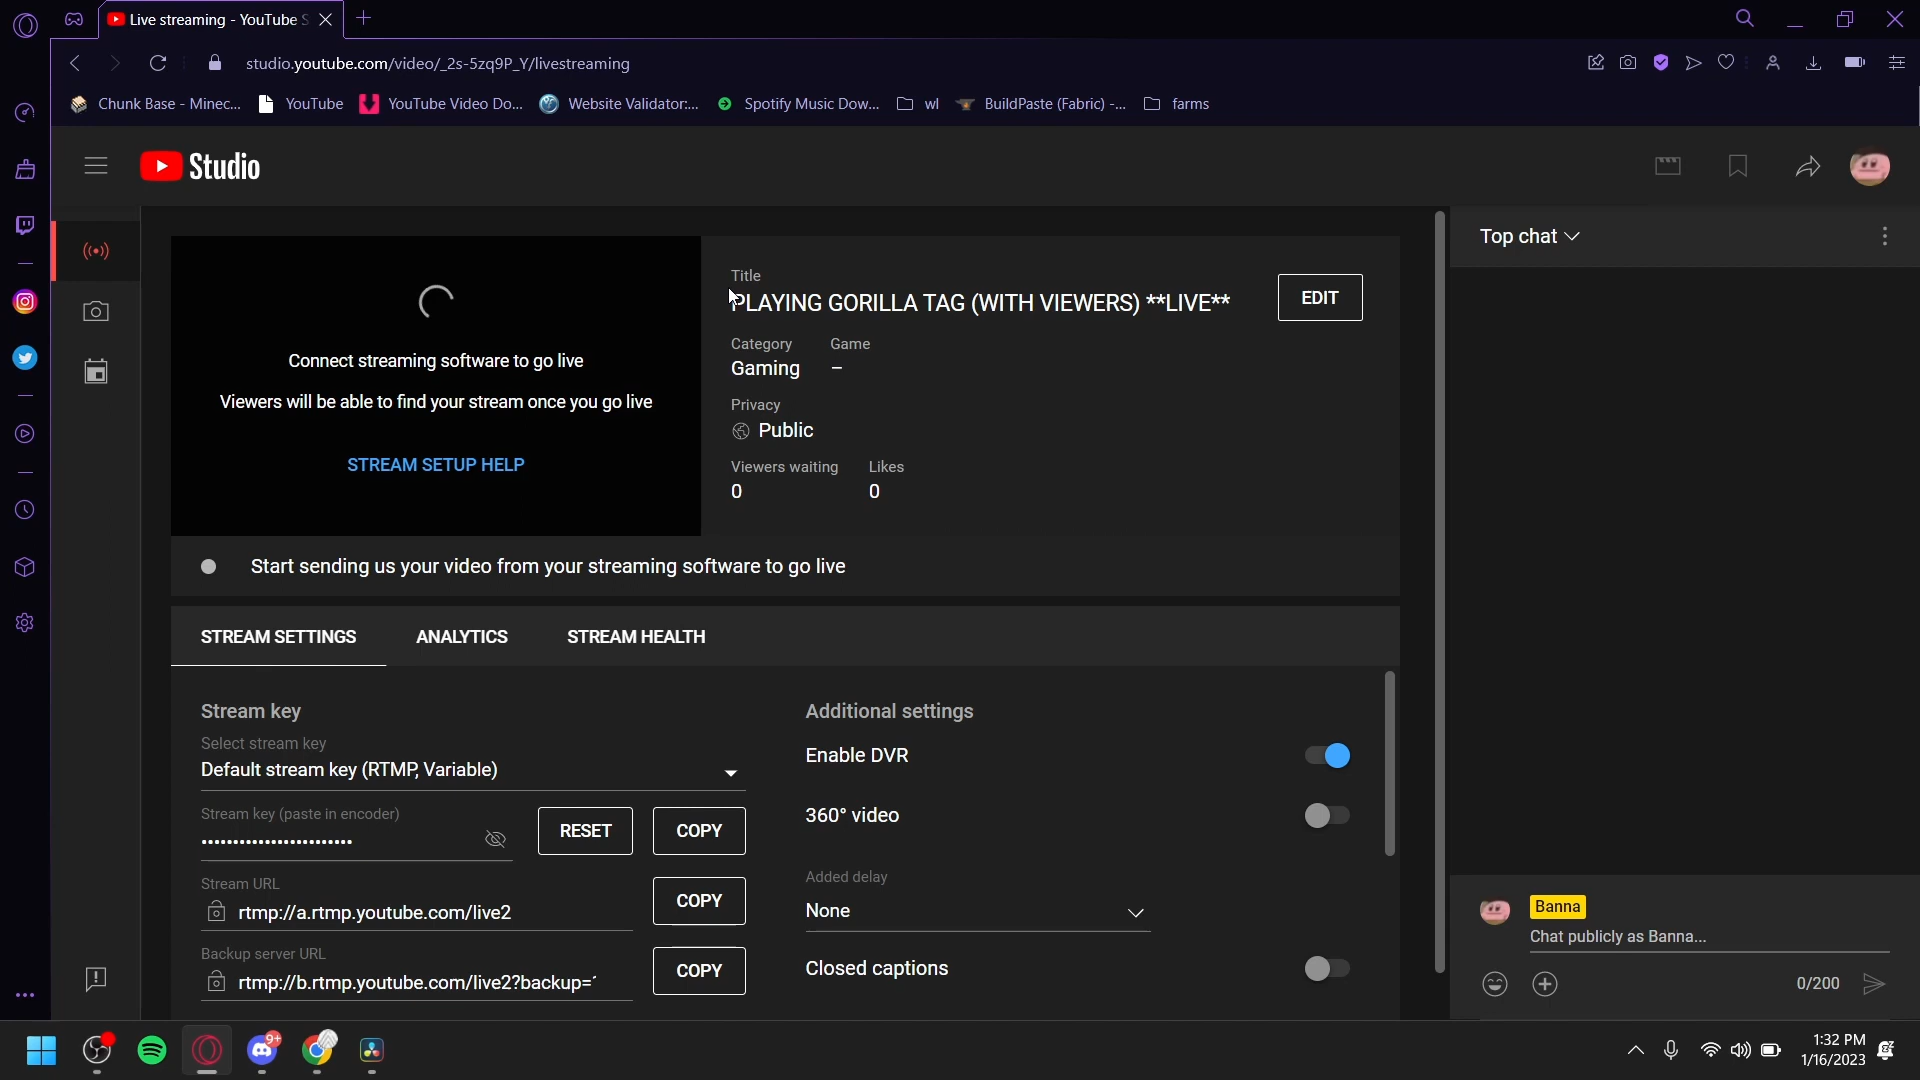 Live streaming - YouTube S
studio.youtube.com/video/_2s-5zq9P_Y/livestreaming
Chunk Base - Minec...
YouTube
YouTube Video Do...
Website Validator:...
Spotify Music Dow...
wl
BuildPaste (Fabric) -...
farms
Studio
Connect streaming software to go live
Viewers will be able to find your stream once you go live
STREAM SETUP HELP
Title
PLAYING GORILLA TAG (WITH VIEWERS) **LIVE**
EDIT
Category Game
Gaming –
Privacy
Public
Viewers waiting Likes
0 0
Start sending us your video from your streaming software to go live
STREAM SETTINGS ANALYTICS STREAM HEALTH
Stream key
Select stream key
Default stream key (RTMP, Variable)
Stream key (paste in encoder)
••••••••••••••••••••••••
RESET COPY
Stream URL
rtmp://a.rtmp.youtube.com/live2
COPY
Backup server URL
rtmp://b.rtmp.youtube.com/live2?backup=
COPY
Additional settings
Enable DVR
360° video
Added delay
None
Closed captions
Top chat
Banna
Chat publicly as Banna...
0/200
9+
1:32 PM
1/16/2023